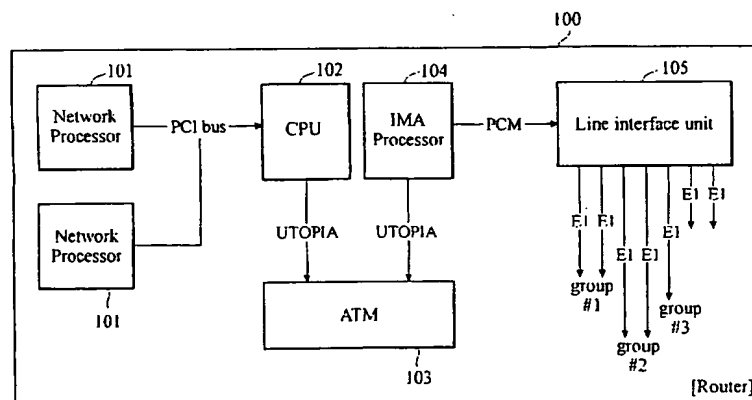 100
101
Network
Processor
PCI bus
102
CPU
104
IMA
Processor
PCM
105
Line interface unit
Network
Processor
101
UTOPIA
UTOPIA
ATM
103
E1
E1
E1
E1
E1
E1
E1
group
#1
group
#2
group
#3
[Router]